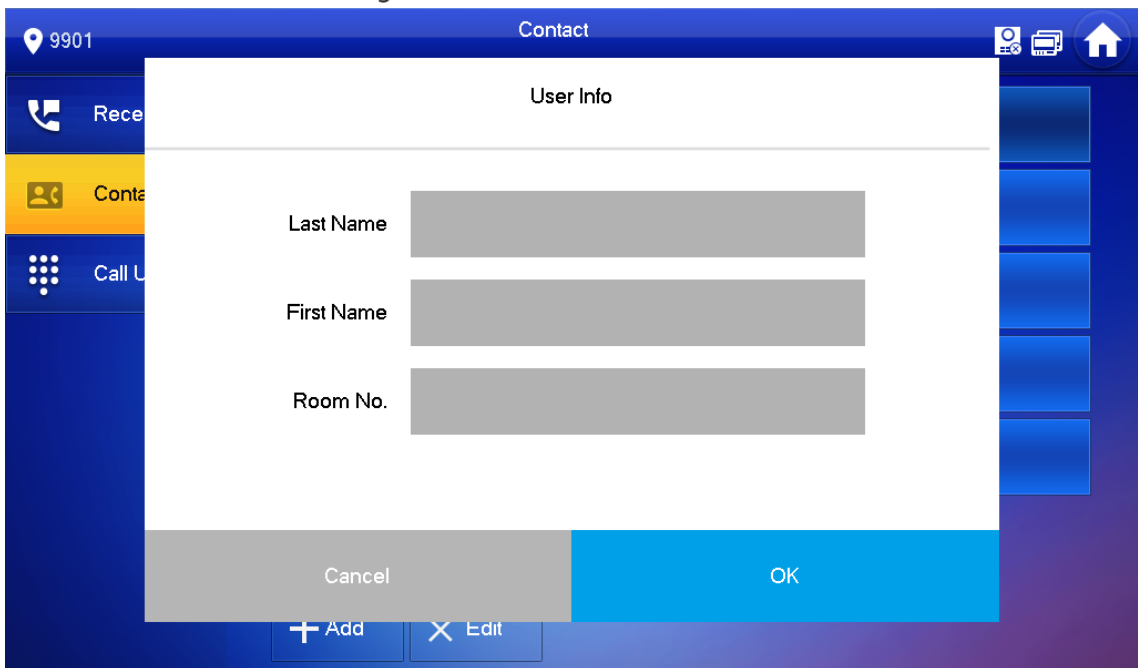 9901
Contact
User Info
Rece
Conta
Call U
Last Name
First Name
Room No.
Cancel
OK
Add
Edit